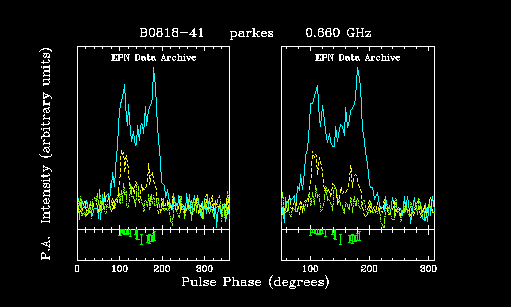 B0818-41 parkes 0.660 GHz
EPN Data Archive EPN Data Archive
P.A. Intensity (arbitrary units)
0 100 200 300 100 200 300
Pulse Phase (degrees)